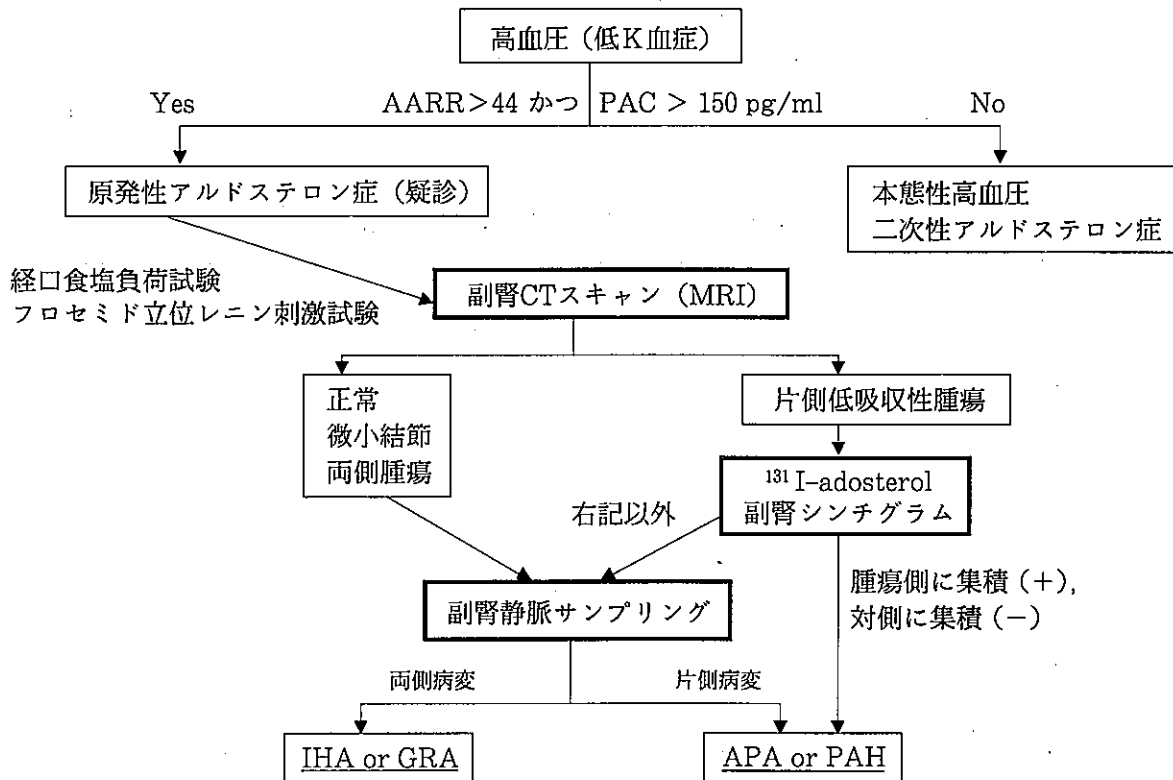 高血圧（低K血症）
Yes
AARR>44 かつ PAC > 150 pg/ml
No
原発性アルドステロン症（疑診）
本態性高血圧
二次性アルドステロン症
経口食塩負荷試験
フロセミド立位レニン刺激試験
副腎CTスキャン（MRI）
正常
微小結節
両側腫瘍
片側低吸収性腫瘍
131 I-adosterol
副腎シンチグラム
右記以外
腫瘍側に集積（+），
対側に集積（−）
副腎静脈サンプリング
両側病変
片側病変
IHA or GRA
APA or PAH